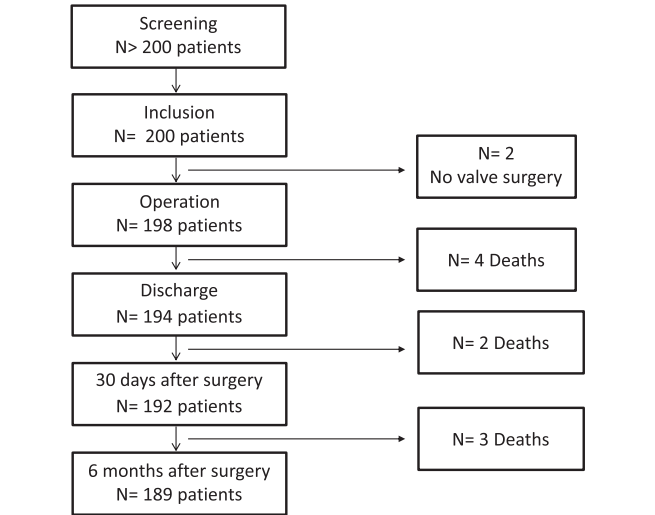 Screening
N> 200 patients
Inclusion
N= 200 patients
N= 2
No valve surgery
Operation
N= 198 patients
N= 4 Deaths
Discharge
N= 194 patients
N= 2 Deaths
30 days after surgery
N= 192 patients
N= 3 Deaths
6 months after surgery
N= 189 patients